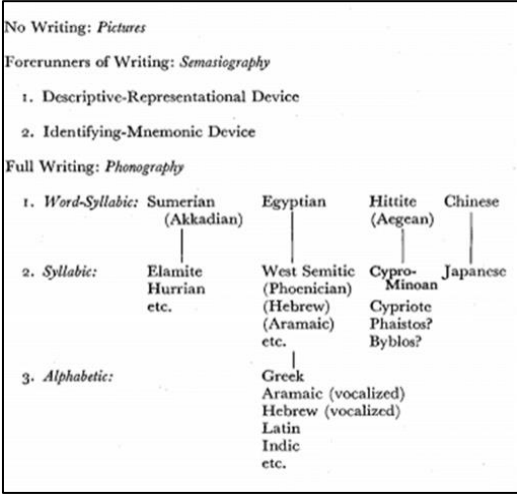 No Writing: Pictures
Forerunners of Writing: Semasiography
1. Descriptive-Representational Device
2. Identifying-Mnemonic Device
Full Writing: Phonography
1. Word-Syllabic: Sumerian Egyptian Hittite Chinese
(Akkadian) (Aegean)
2. Syllabic: Elamite West Semitic Cypro- Japanese
Hurrian (Phoenician) Minoan
etc. (Hebrew) Cypriote
(Aramaic) Phaistos?
etc. Byblos?
3. Alphabetic: Greek
Aramaic (vocalized)
Hebrew (vocalized)
Latin
Indic
etc.